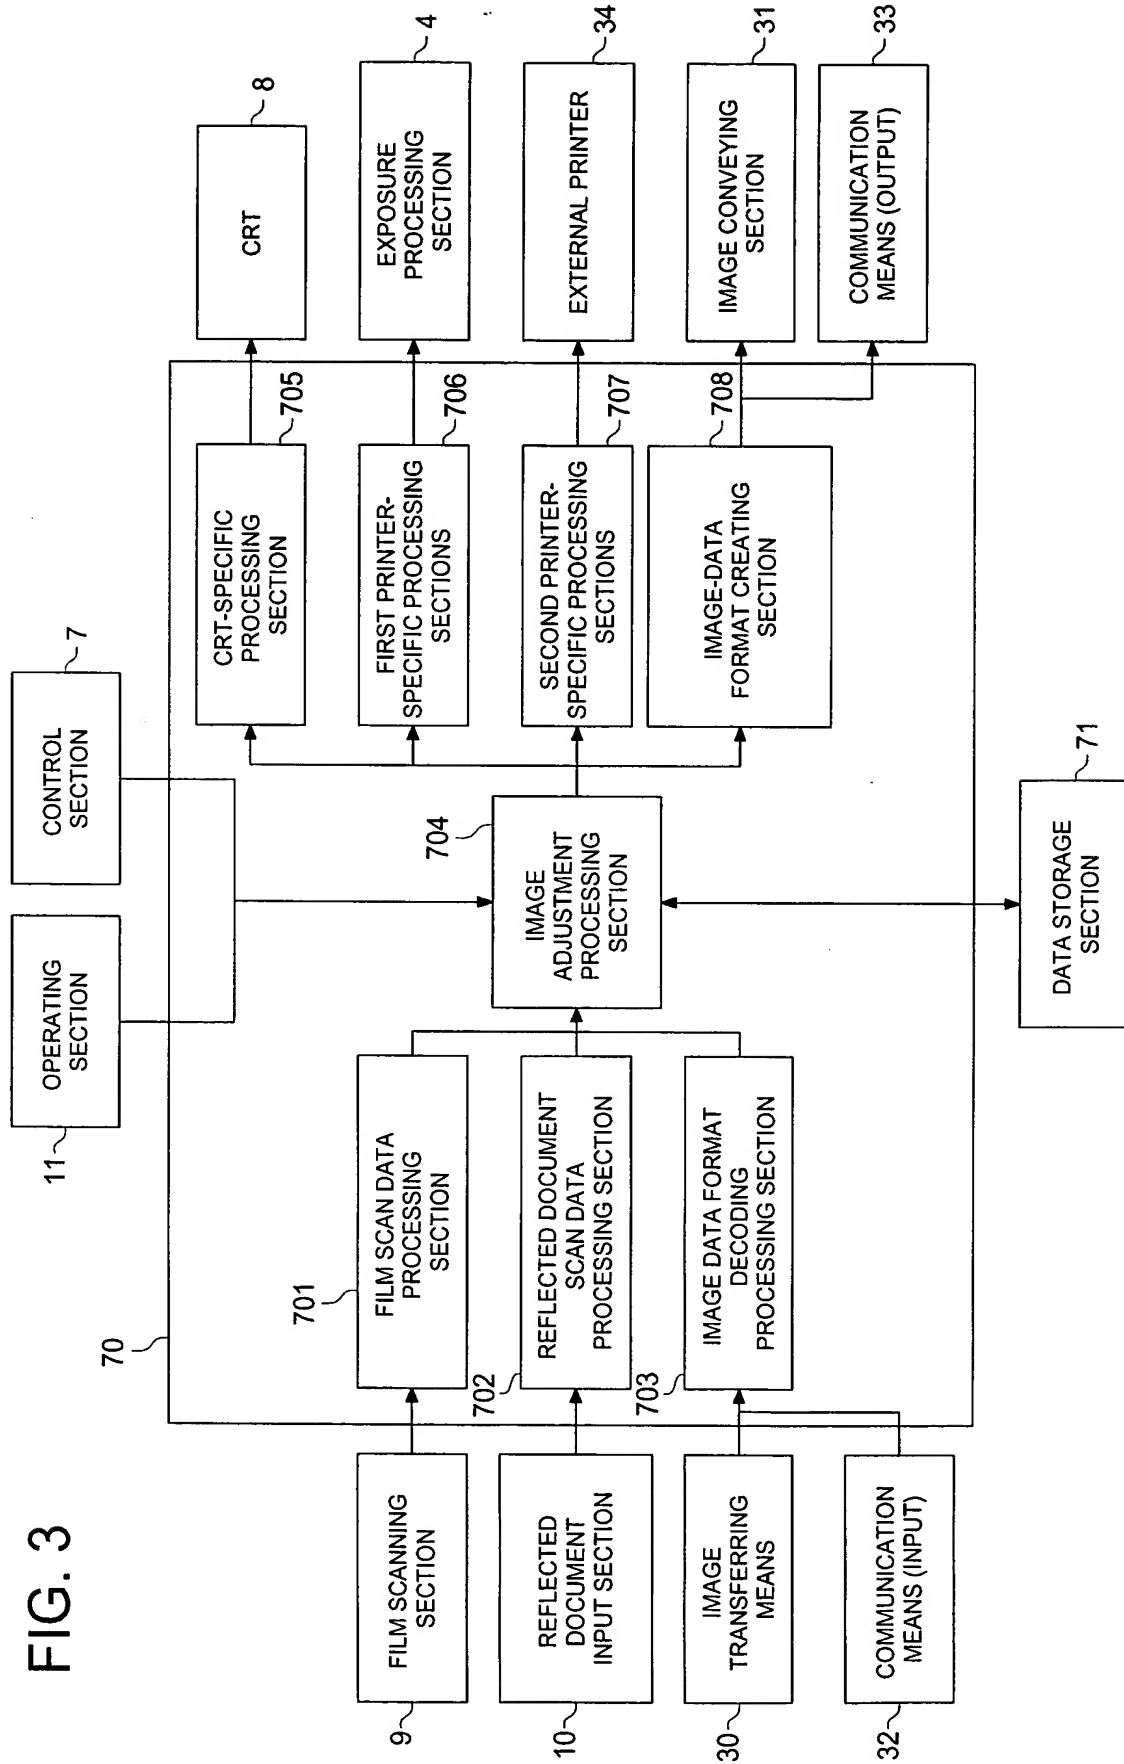 FIG. 3
OPERATING
SECTION
11
CONTROL
SECTION
7
70
FILM SCANNING
SECTION
9
REFLECTED
DOCUMENT
INPUT SECTION
10
IMAGE
TRANSFERRING
MEANS
30
COMMUNICATION
MEANS (INPUT)
32
701
FILM SCAN DATA
PROCESSING
SECTION
702
REFLECTED DOCUMENT
SCAN DATA
PROCESSING SECTION
703
IMAGE DATA FORMAT
DECODING
PROCESSING SECTION
704
IMAGE
ADJUSTMENT
PROCESSING
SECTION
CRT-SPECIFIC
PROCESSING
SECTION
705
FIRST PRINTER-
SPECIFIC PROCESSING
SECTIONS
706
SECOND PRINTER-
SPECIFIC PROCESSING
SECTIONS
707
IMAGE-DATA
FORMAT CREATING
SECTION
708
CRT
8
EXPOSURE
PROCESSING
SECTION
4
EXTERNAL PRINTER
34
IMAGE CONVEYING
SECTION
31
COMMUNICATION
MEANS (OUTPUT)
33
DATA STORAGE
SECTION
71